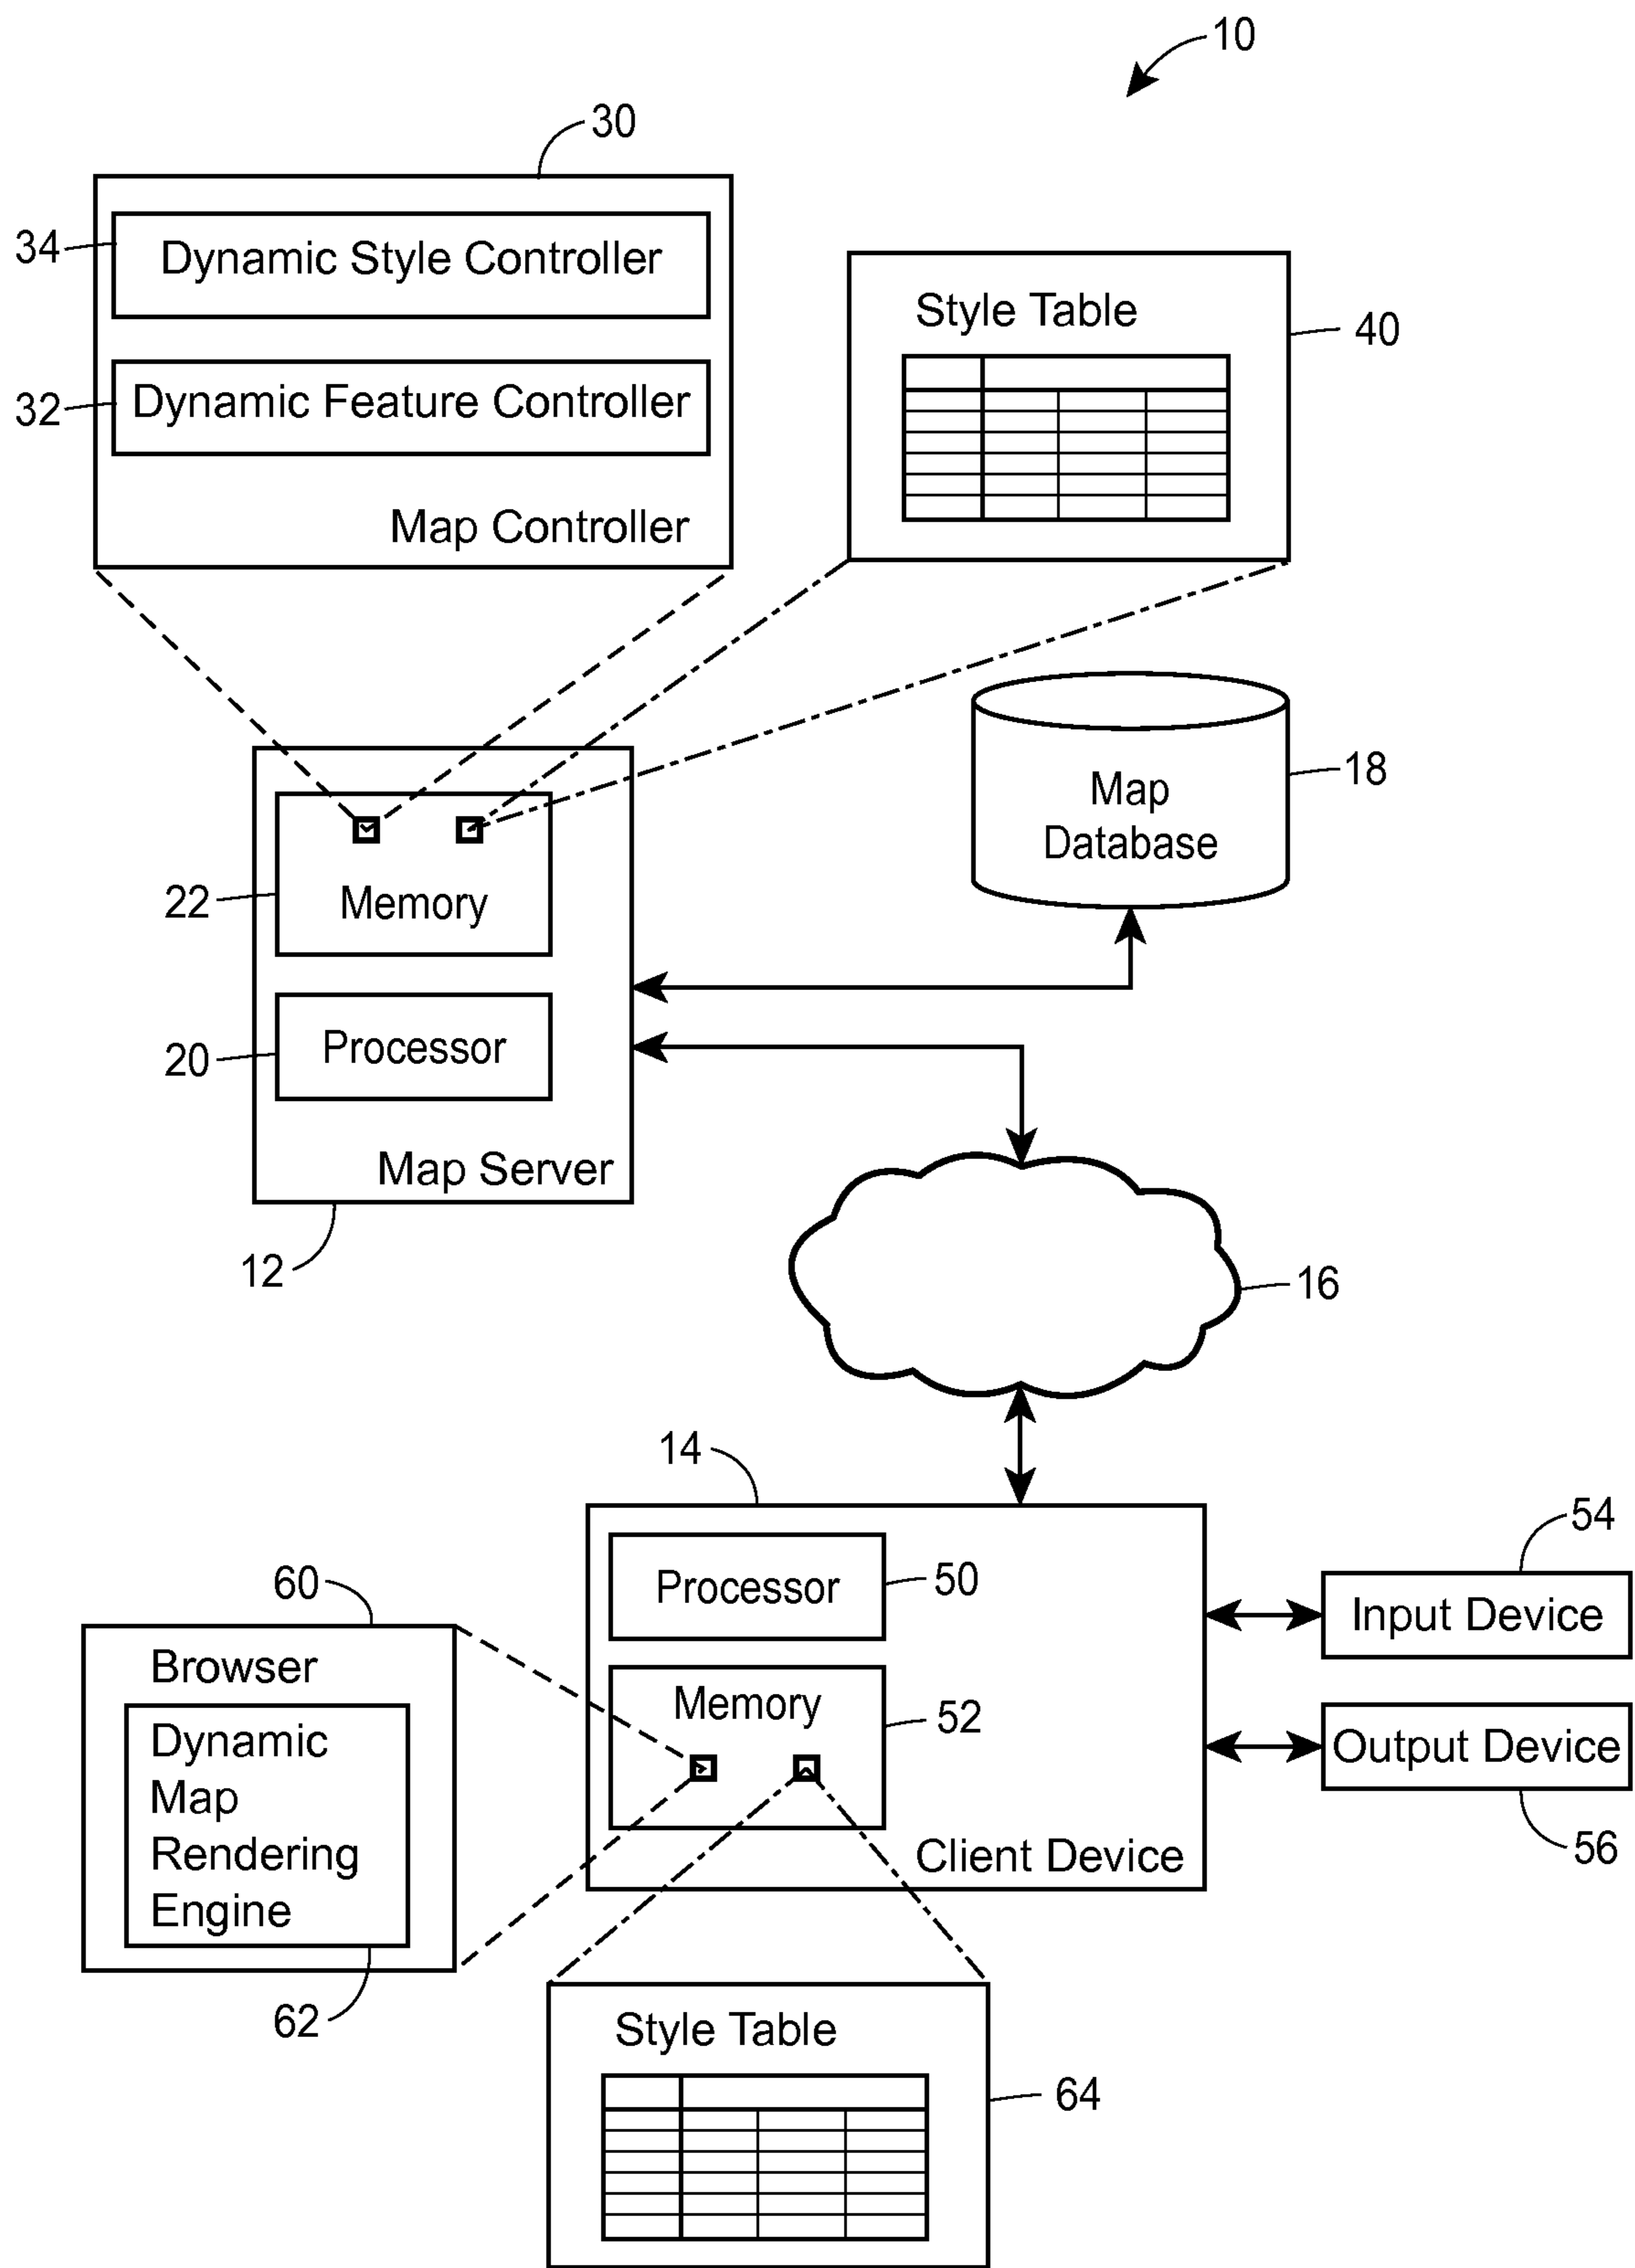 10
30
34
Dynamic Style Controller
Style Table
40
32
Dynamic Feature Controller
Map Controller
18
Map
Database
22
Memory
20
Processor
Map Server
12
16
14
54
Processor
50
Input Device
60
Browser
Memory
52
Dynamic
Map
Rendering
Engine
Output Device
Client Device
56
62
Style Table
64